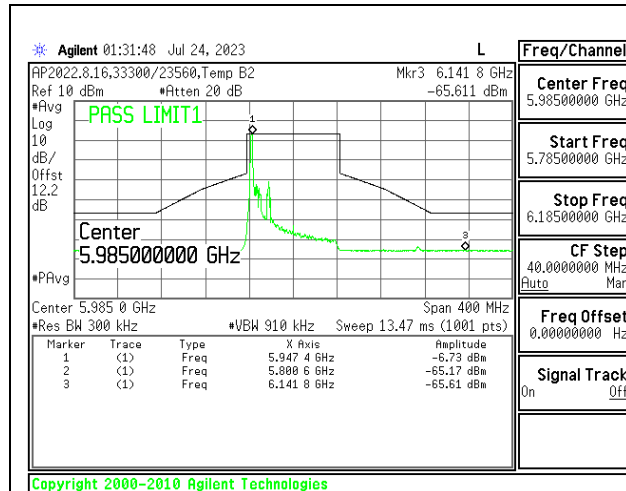 Agilent 01:31:48 Jul 24, 2023 L
AP2022.8.16,33300/23560,Temp B2 Mkr3 6.141 8 GHz
Ref 10 dBm #Atten 20 dB -65.611 dBm
#Avg
Log
10
dB/
Offst
12.2
dB
#PAvg
PASS LIMIT1
1
3
Center
5.985000000 GHz
Center 5.985 0 GHz Span 400 MHz
#Res BW 300 kHz #VBW 910 kHz Sweep 13.47 ms (1001 pts)
Marker Trace Type X Axis Amplitude
1 (1) Freq 5.947 4 GHz -6.73 dBm
2 (1) Freq 5.800 6 GHz -65.17 dBm
3 (1) Freq 6.141 8 GHz -65.61 dBm
Freq/Channel
Center Freq
5.98500000 GHz
Start Freq
5.78500000 GHz
Stop Freq
6.18500000 GHz
CF Step
40.0000000 MHz
Auto Man
Freq Offset
0.00000000 Hz
Signal Track
On Off
Copyright 2000-2010 Agilent Technologies